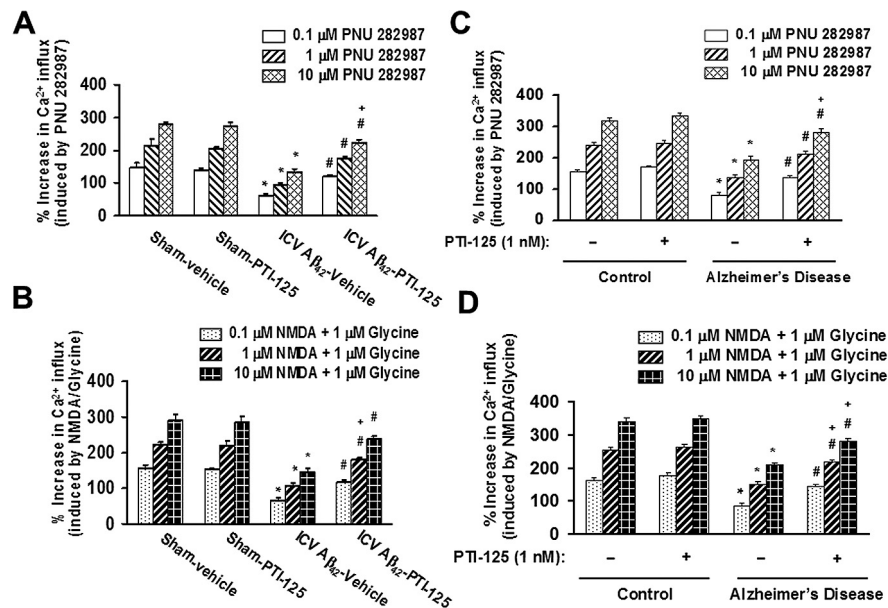 A
0.1 μM PNU 282987
1 μM PNU 282987
10 μM PNU 282987
% Increase in Ca²⁺ influx
(induced by PNU 282987)
400
300
200
100
0
* * *
# # #
+
Sham-vehicle
Sham-PTI-125
ICV Aβ₄₂-Vehicle
ICV Aβ₄₂-PTI-125
B
0.1 μM NMDA + 1 μM Glycine
1 μM NMDA + 1 μM Glycine
10 μM NMDA + 1 μM Glycine
% Increase in Ca²⁺ influx
(induced by NMDA/Glycine)
400
300
200
100
0
* * *
# # #
+
Sham-vehicle
Sham-PTI-125
ICV Aβ₄₂-Vehicle
ICV Aβ₄₂-PTI-125
C
0.1 μM PNU 282987
1 μM PNU 282987
10 μM PNU 282987
% Increase in Ca²⁺ influx
(induced by PNU 282987)
400
300
200
100
0
* * *
# # #
+
PTI-125 (1 nM): – + – +
Control Alzheimer's Disease
D
0.1 μM NMDA + 1 μM Glycine
1 μM NMDA + 1 μM Glycine
10 μM NMDA + 1 μM Glycine
% Increase in Ca²⁺ influx
(induced by NMDA/Glycine)
400
300
200
100
0
* * *
# # #
+ +
PTI-125 (1 nM): – + – +
Control Alzheimer's Disease